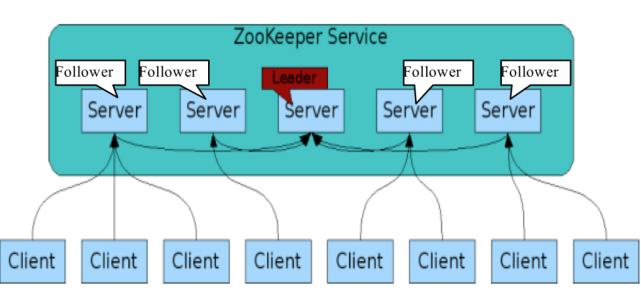 ZooKeeper Service
Follower
Follower
Leader
Follower
Follower
Server
Server
Server
Server
Server
Client
Client
Client
Client
Client
Client
Client
Client